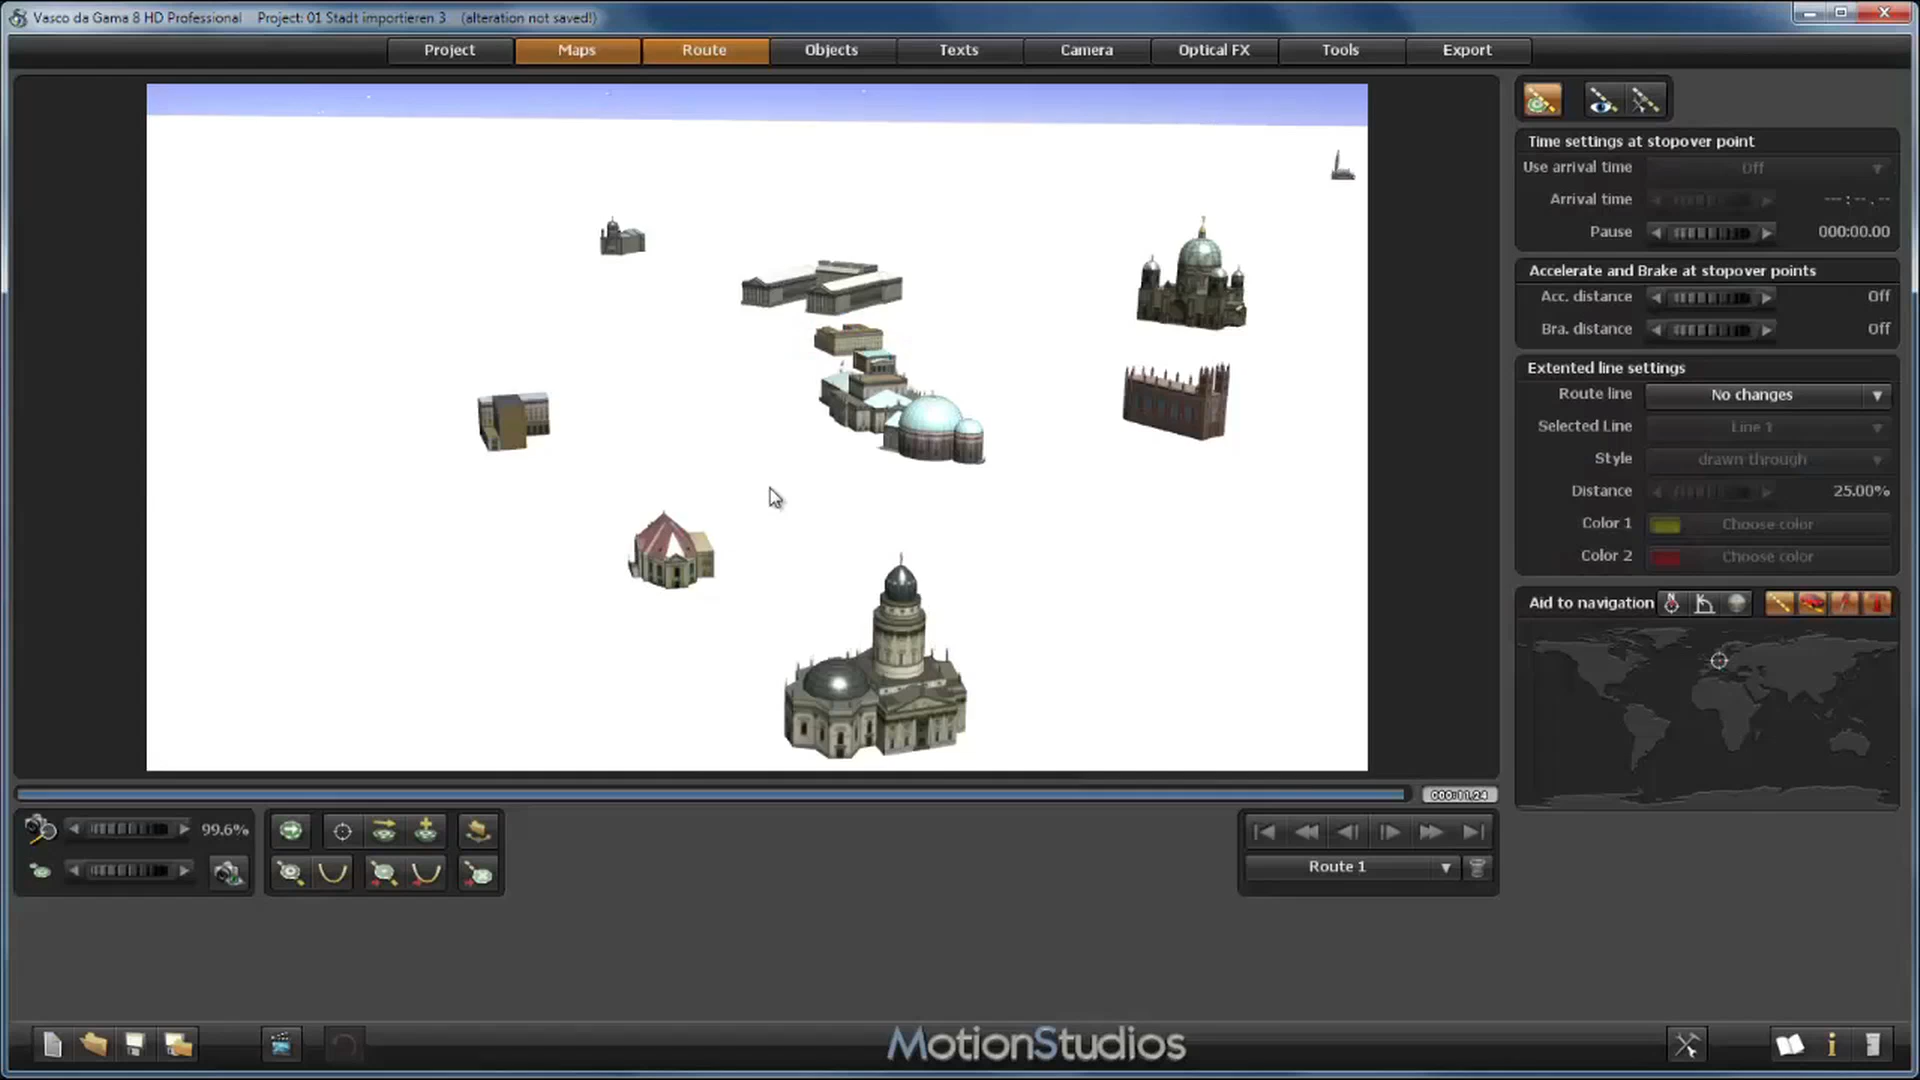 Vasco da Gama 8 HD Professional    Project: 01 Stadt importieren 3    (alteration not saved!)
Project Maps Route Objects Texts Camera Optical FX Tools Export
Time settings at stopover point
Use arrival time Off
Arrival time --- : -- . --
Pause 000:00.00
Accelerate and Brake at stopover points
Acc. distance Off
Bra. distance Off
Extented line settings
Route line No changes
Selected Line Line 1
Style drawn through
Distance 25.00%
Color 1 Choose color
Color 2 Choose color
Aid to navigation
N
000:11.24
99.6%
Route 1
MotionStudios